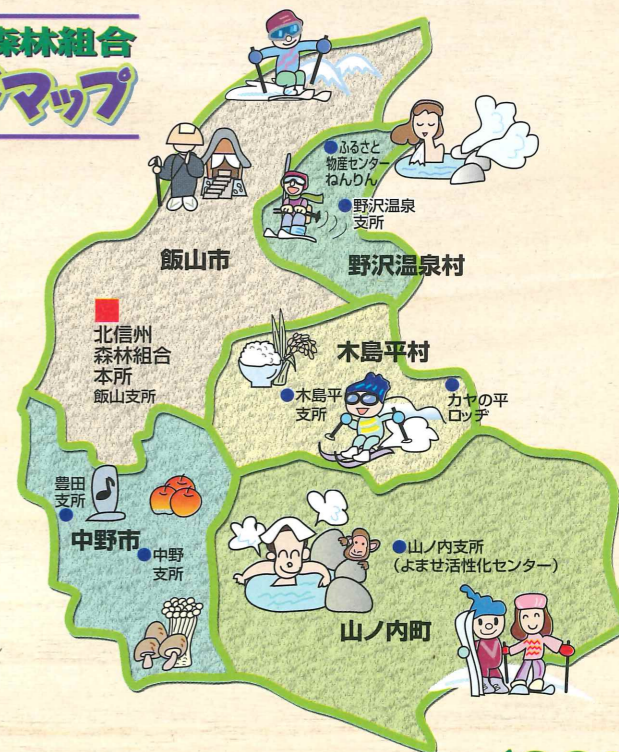 森林組合
マップ
ふるさと
物産センター
ねんりん
野沢温泉
支所
飯山市
野沢温泉村
北信州
森林組合
本所
飯山支所
木島平村
木島平
支所
カヤの平
ロッヂ
豊田
支所
中野市
中野
支所
山ノ内支所
(よませ活性化センター)
山ノ内町